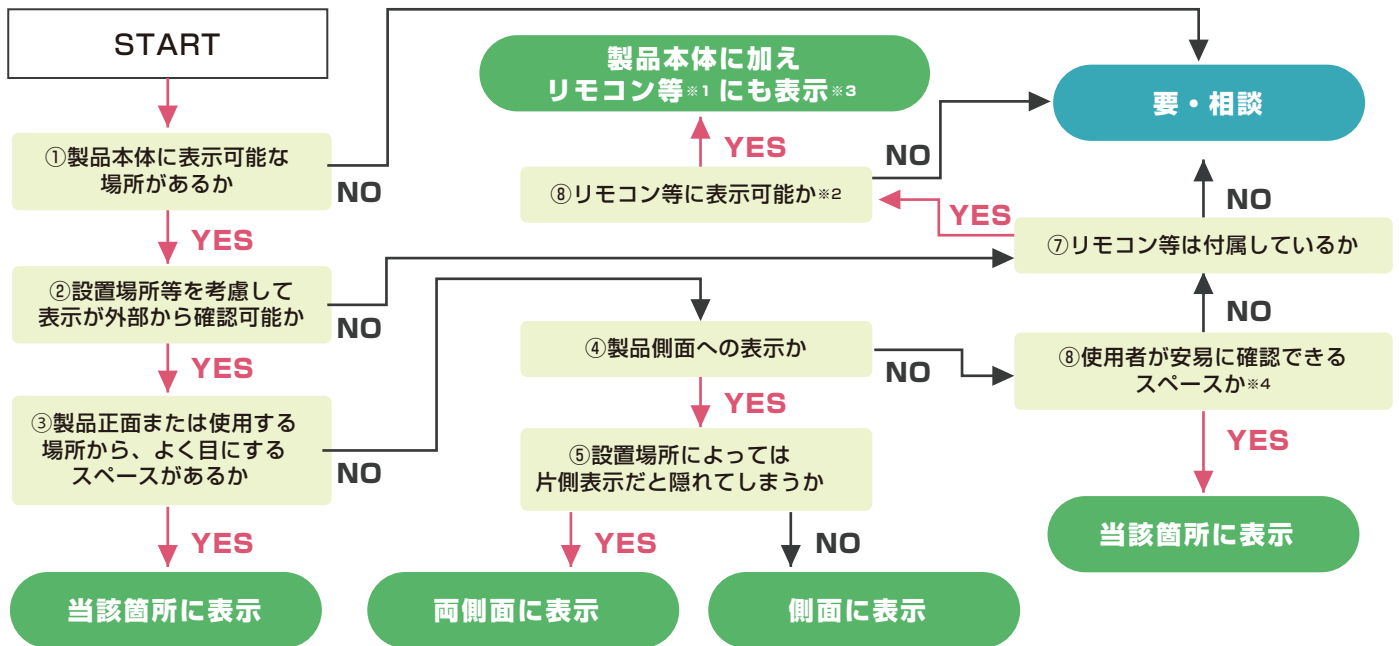 START
①製品本体に表示可能な
場所があるか
NO
YES
②設置場所等を考慮して
表示が外部から確認可能か
NO
YES
③製品正面または使用する
場所から、よく目にする
スペースがあるか
NO
YES
当該箇所に表示
製品本体に加え
リモコン等※1にも表示※3
YES
⑧リモコン等に表示可能か※2
NO
④製品側面への表示か
NO
YES
⑤設置場所によっては
片側表示だと隠れてしまうか
YES
NO
両側面に表示
側面に表示
要・相談
NO
YES
⑦リモコン等は付属しているか
NO
⑧使用者が安易に確認できる
スペースか※4
YES
当該箇所に表示